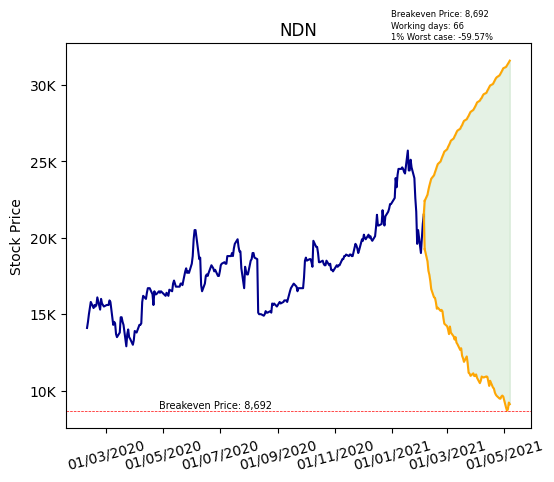 Breakeven Price: 8,692
Working days: 66
1% Worst case: -59.57%
NDN
Stock Price
30K
25K
20K
15K
10K
Breakeven Price: 8,692
01/03/2020 01/05/2020 01/07/2020 01/09/2020 01/11/2020 01/01/2021 01/03/2021 01/05/2021